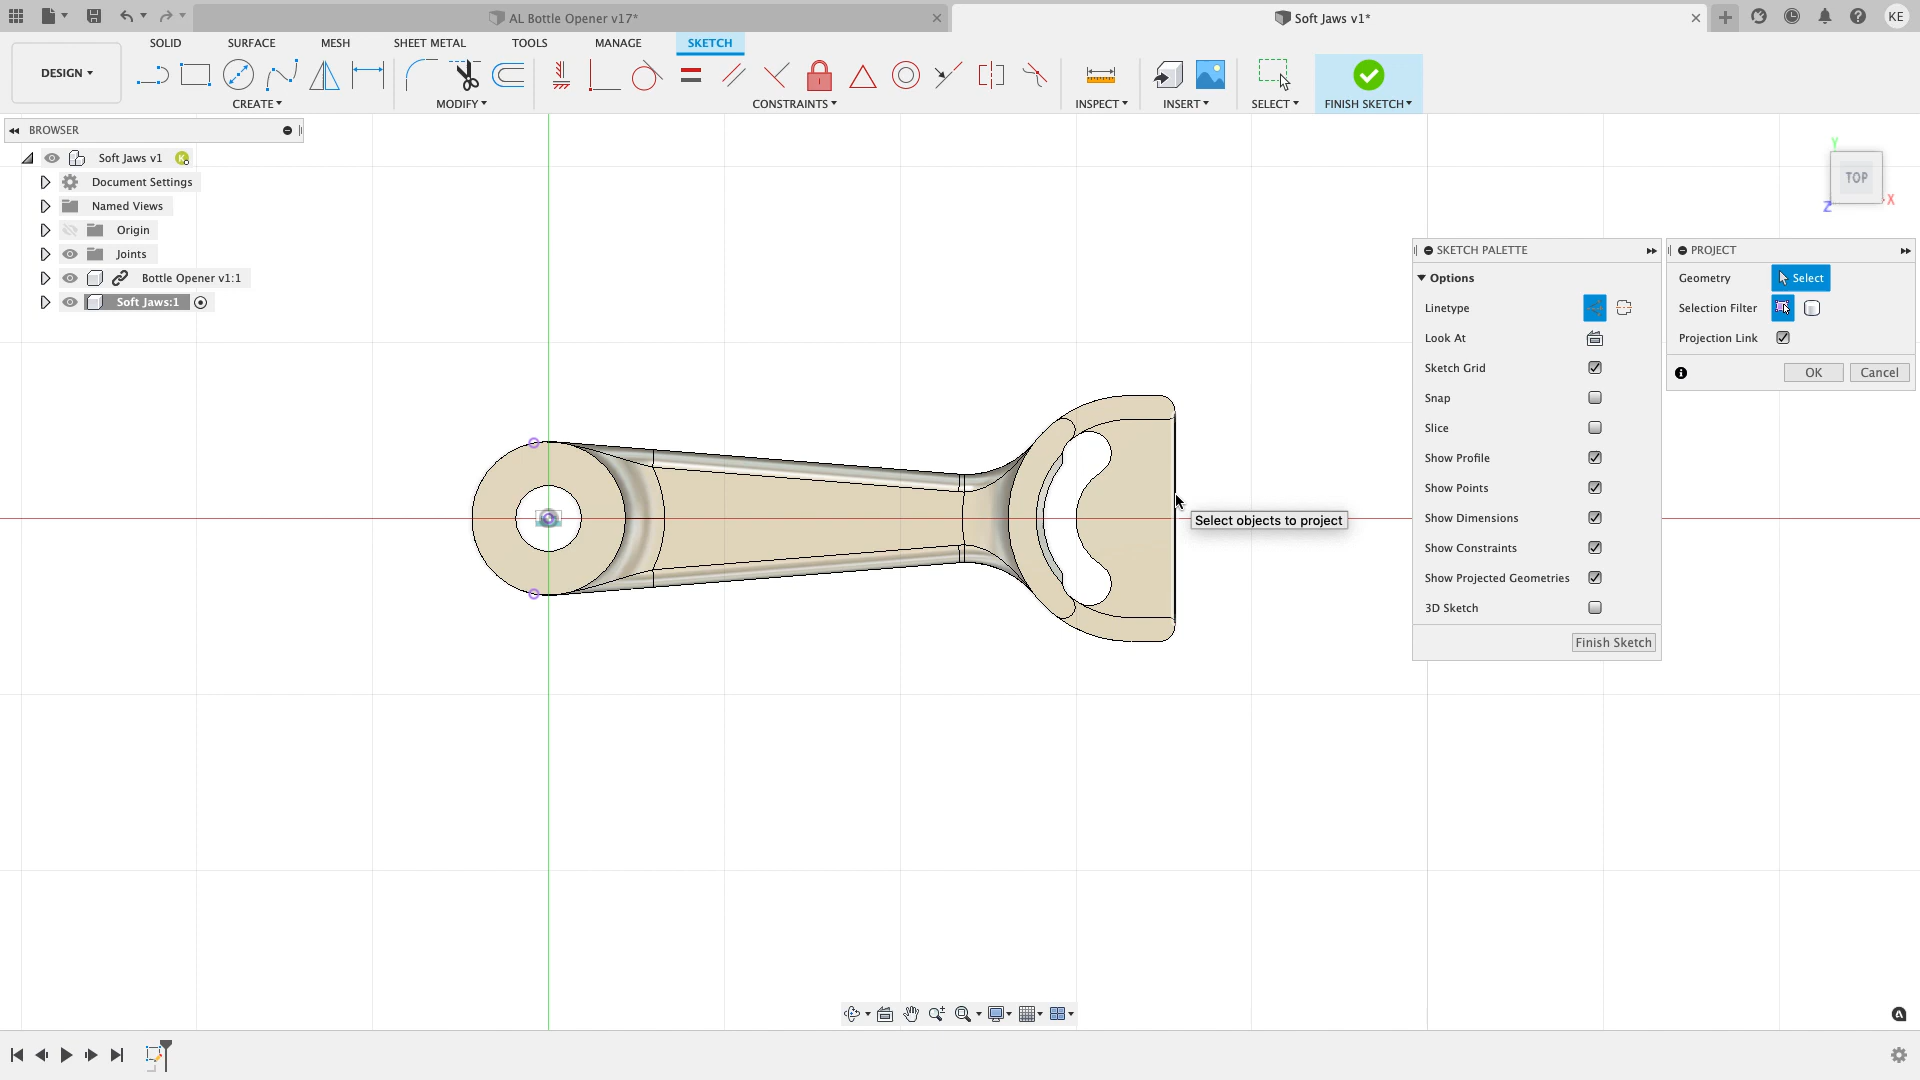 AL Bottle Opener v17*
Soft Jaws v1*
KE
DESIGN
SOLID
SURFACE
MESH
SHEET METAL
TOOLS
MANAGE
SKETCH
CREATE
MODIFY
CONSTRAINTS
INSPECT
INSERT
SELECT
FINISH SKETCH
BROWSER
Soft Jaws v1
Document Settings
Named Views
Origin
Joints
Bottle Opener v1:1
Soft Jaws:1
Y
TOP
X
Z
SKETCH PALETTE
Options
Linetype
Look At
Sketch Grid
Snap
Slice
Show Profile
Show Points
Show Dimensions
Show Constraints
Show Projected Geometries
3D Sketch
Finish Sketch
PROJECT
Geometry
Select
Selection Filter
Projection Link
OK
Cancel
Select objects to project